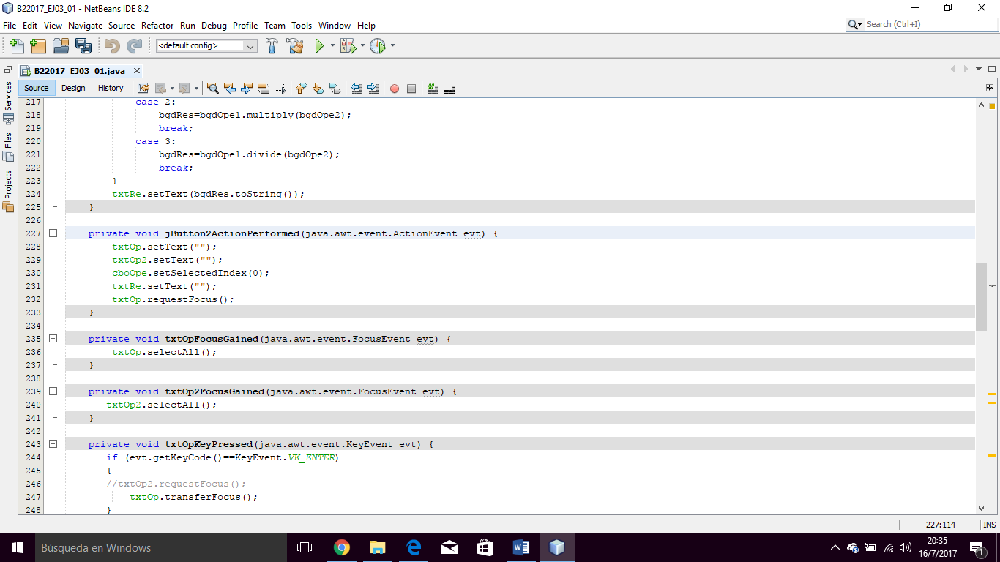 B22017_EJ03_01 - NetBeans IDE 8.2
File Edit View Navigate Source Refactor Run Debug Profile Team Tools Window Help
Search (Ctrl+I)
<default config>
B22017_EJ03_01.java
Source Design History
Services
Files
Projects
217 case 2:
218 bgdRes=bgdOpe1.multiply(bgdOpe2);
219 break;
220 case 3:
221 bgdRes=bgdOpe1.divide(bgdOpe2);
222 break;
223 }
224 txtRe.setText(bgdRes.toString());
225 }
226
227 private void jButton2ActionPerformed(java.awt.event.ActionEvent evt) {
228 txtOp.setText("");
229 txtOp2.setText("");
230 cboOpe.setSelectedIndex(0);
231 txtRe.setText("");
232 txtOp.requestFocus();
233 }
234
235 private void txtOpFocusGained(java.awt.event.FocusEvent evt) {
236 txtOp.selectAll();
237 }
238
239 private void txtOp2FocusGained(java.awt.event.FocusEvent evt) {
240 txtOp2.selectAll();
241 }
242
243 private void txtOpKeyPressed(java.awt.event.KeyEvent evt) {
244 if (evt.getKeyCode()==KeyEvent.VK_ENTER)
245 {
246 //txtOp2.requestFocus();
247 txtOp.transferFocus();
248 }
227:114 INS
Búsqueda en Windows
20:35
16/7/2017
1